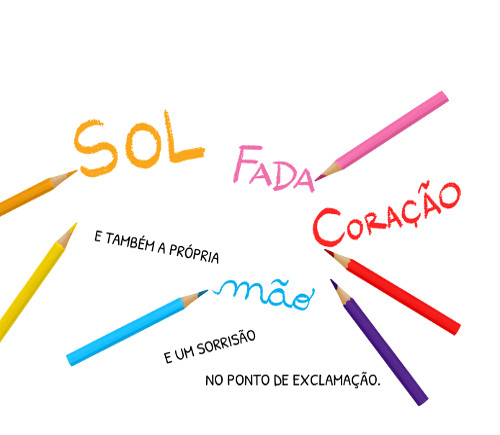 SOL
FADA
CORAÇÃO
E TAMBÉM A PRÓPRIA
mão
E UM SORRISÃO
NO PONTO DE EXCLAMAÇÃO.